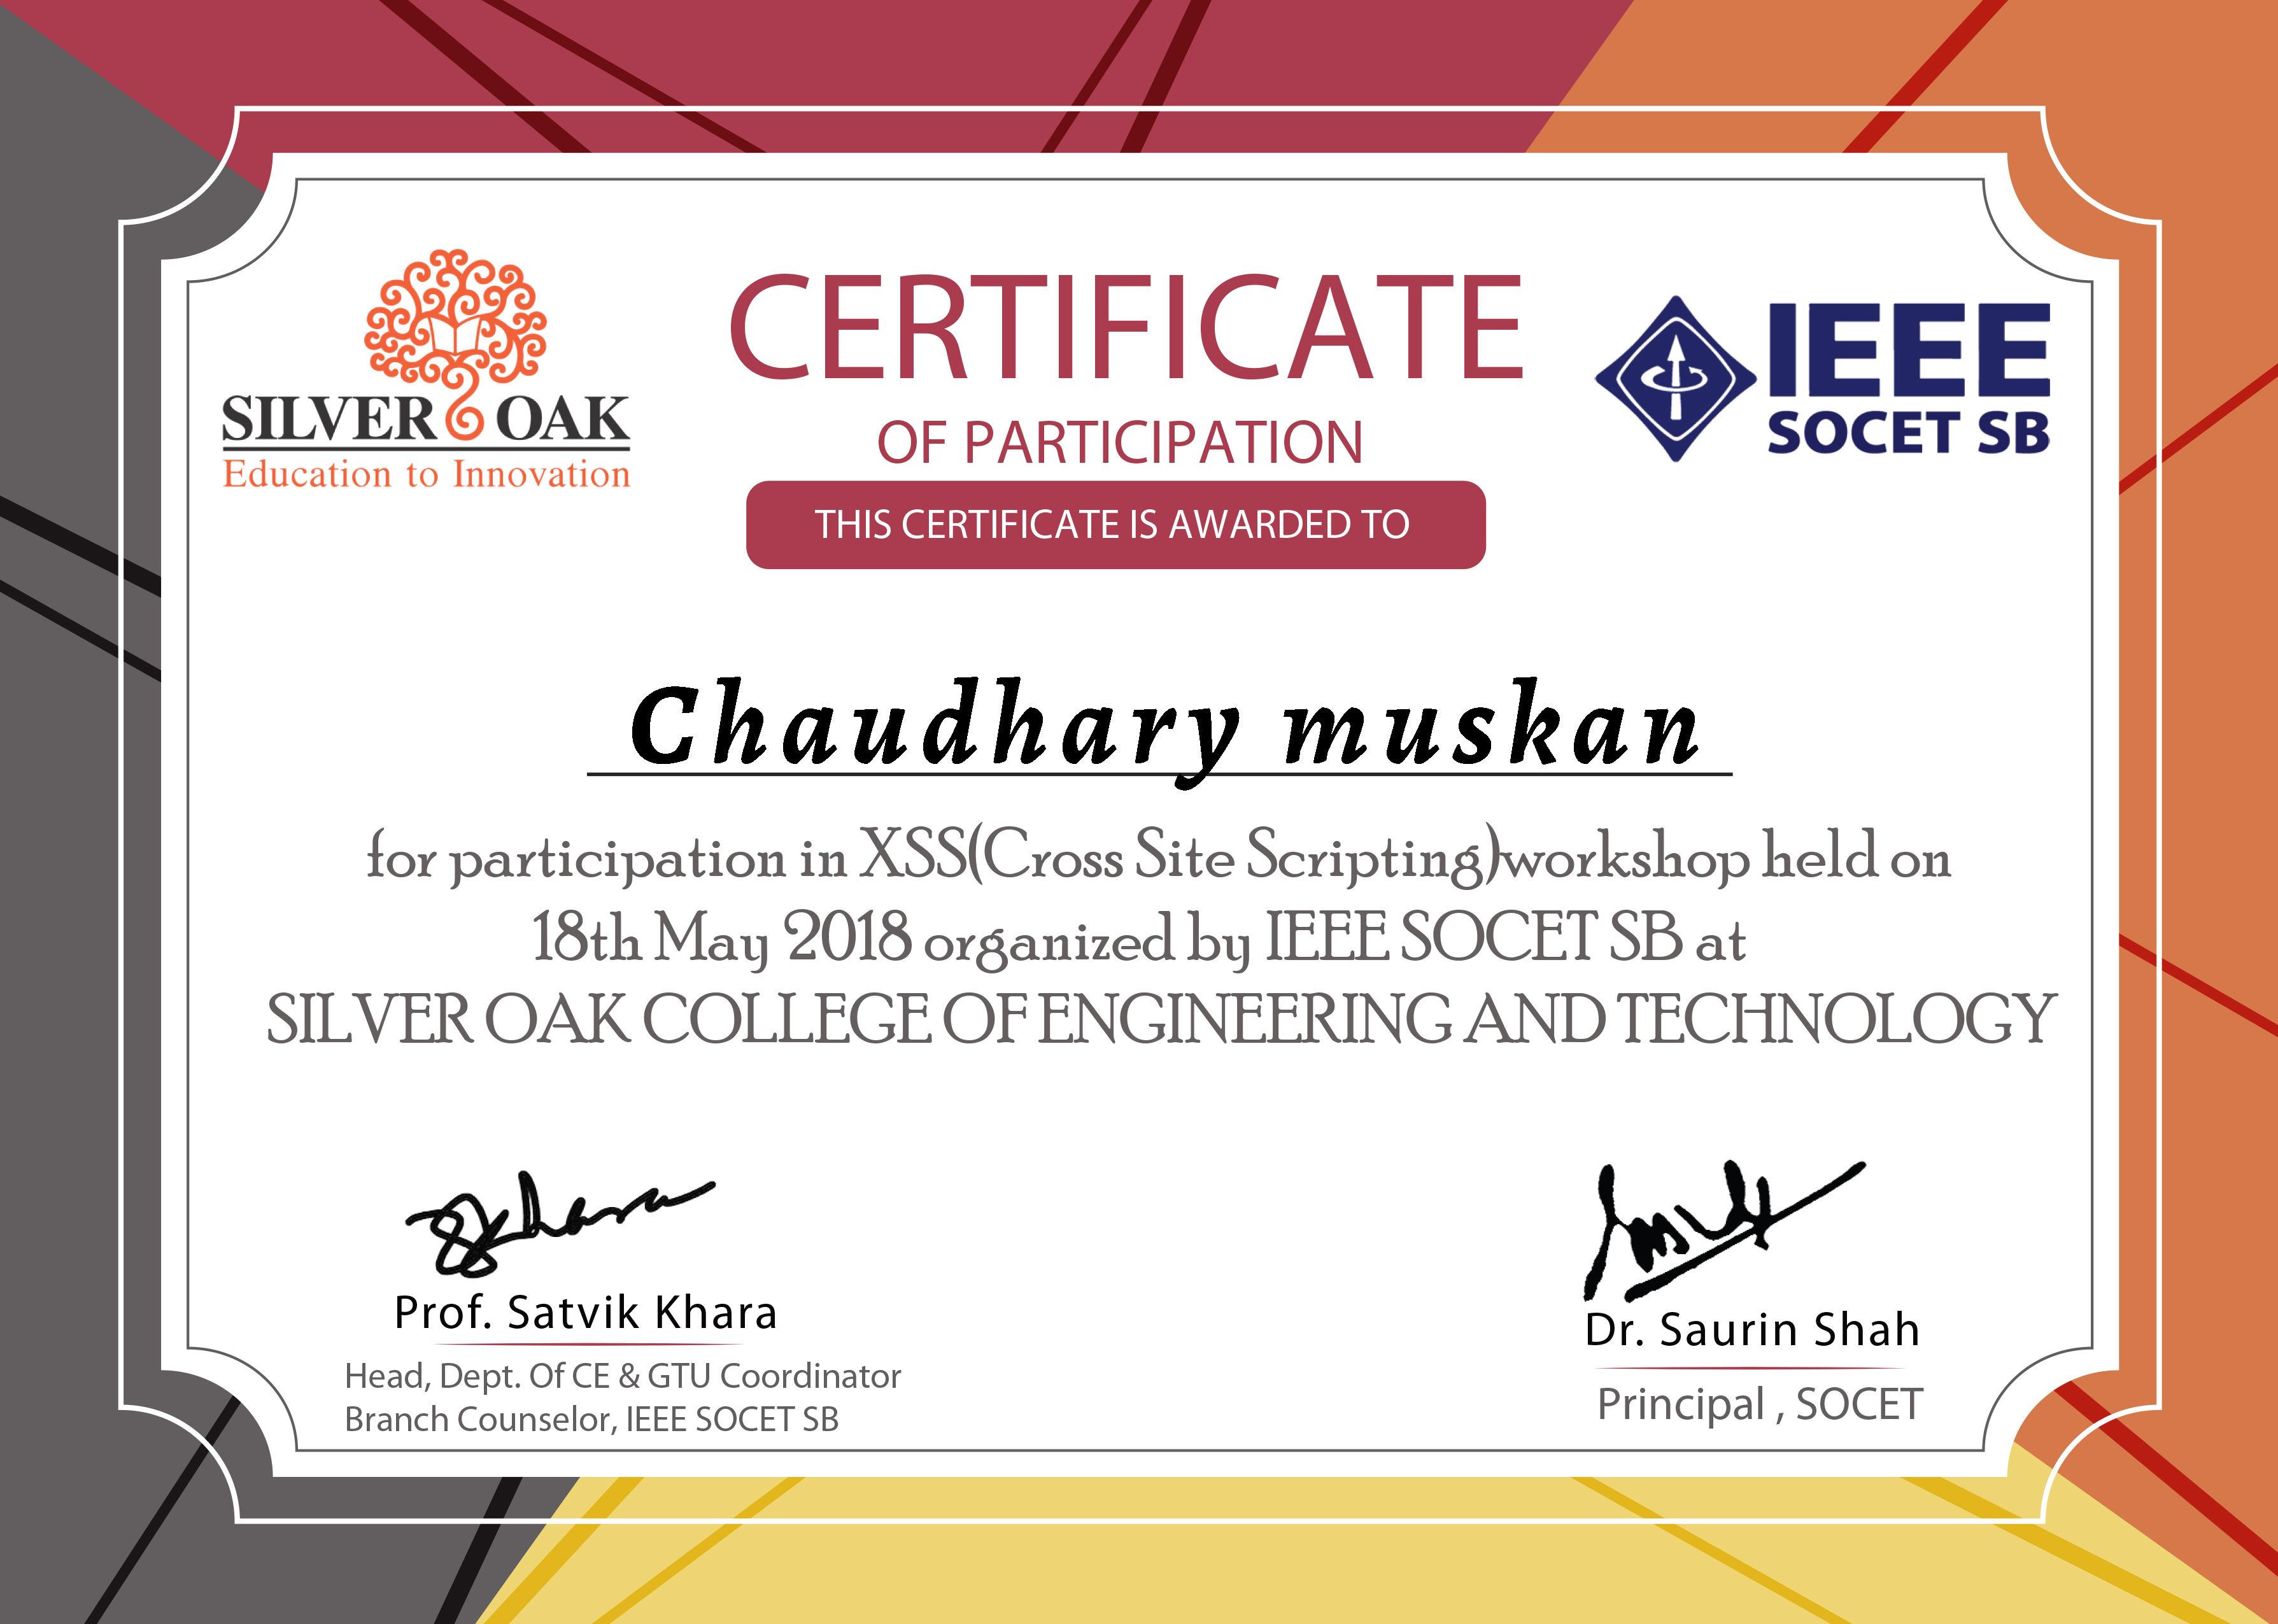 SILVER OAK
Education to Innovation
CERTIFICATE
OF PARTICIPATION
THIS CERTIFICATE IS AWARDED TO
IEEE
SOCET SB
Chaudhary muskan
for participation in XSS(Cross Site Scripting)workshop held on
18th May 2018 organized by IEEE SOCET SB at
SILVER OAK COLLEGE OF ENGINEERING AND TECHNOLOGY
Prof. Satvik Khara
Head, Dept. Of CE & GTU Coordinator
Branch Counselor, IEEE SOCET SB
Dr. Saurin Shah
Principal , SOCET